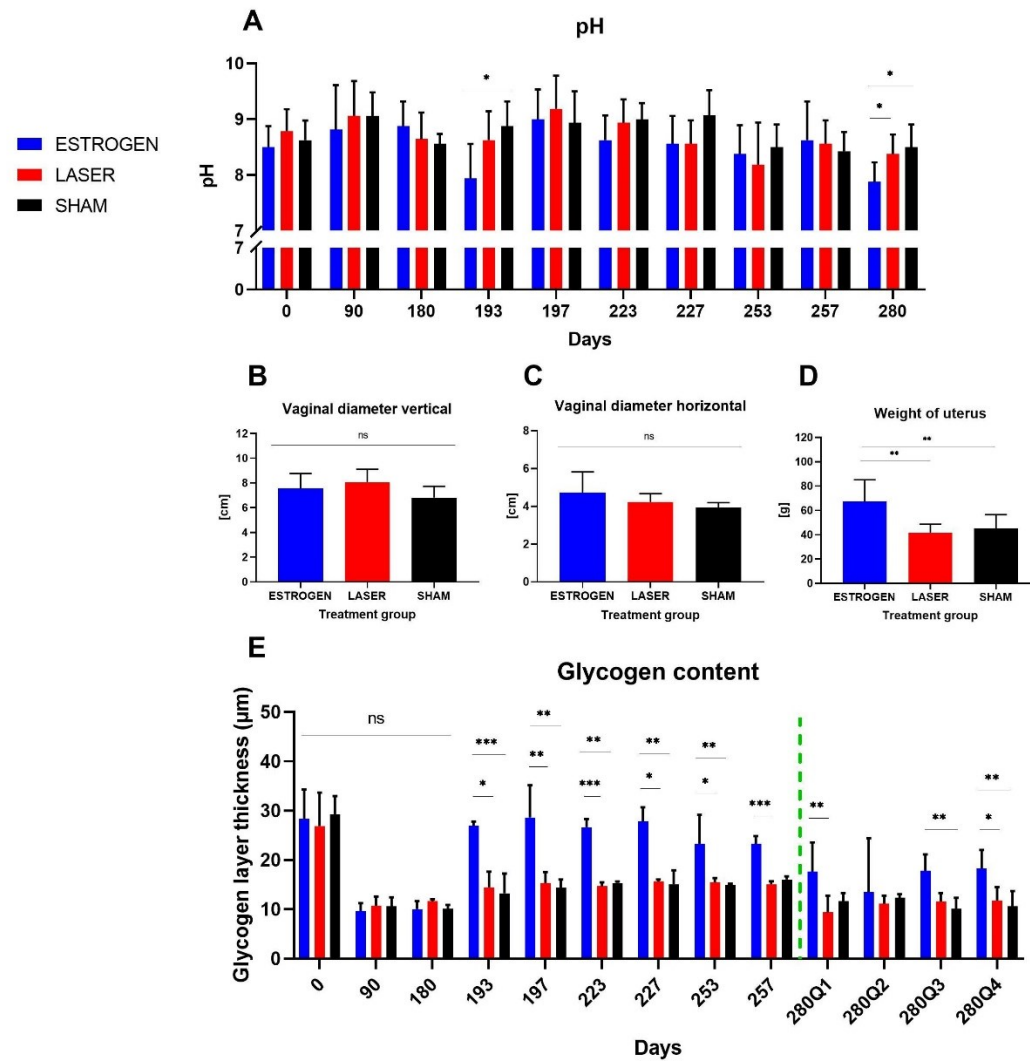 A
pH
ESTROGEN
LASER
SHAM
pH
10
9
8
7
7
0
*
*
*
0 90 180 193 197 223 227 253 257 280
Days
B
Vaginal diameter vertical
ns
[cm]
12
10
8
6
4
2
0
ESTROGEN LASER SHAM
Treatment group
C
Vaginal diameter horizontal
ns
[cm]
8
6
4
2
0
ESTROGEN LASER SHAM
Treatment group
D
Weight of uterus
**
**
[g]
120
100
80
60
40
20
0
ESTROGEN LASER SHAM
Treatment group
E
Glycogen content
Glycogen layer thickness (µm)
50
40
30
20
10
0
ns
*** ** ** ** ** ** 
* ** *** * * *** ** ** *
0 90 180 193 197 223 227 253 257 280Q1 280Q2 280Q3 280Q4
Days